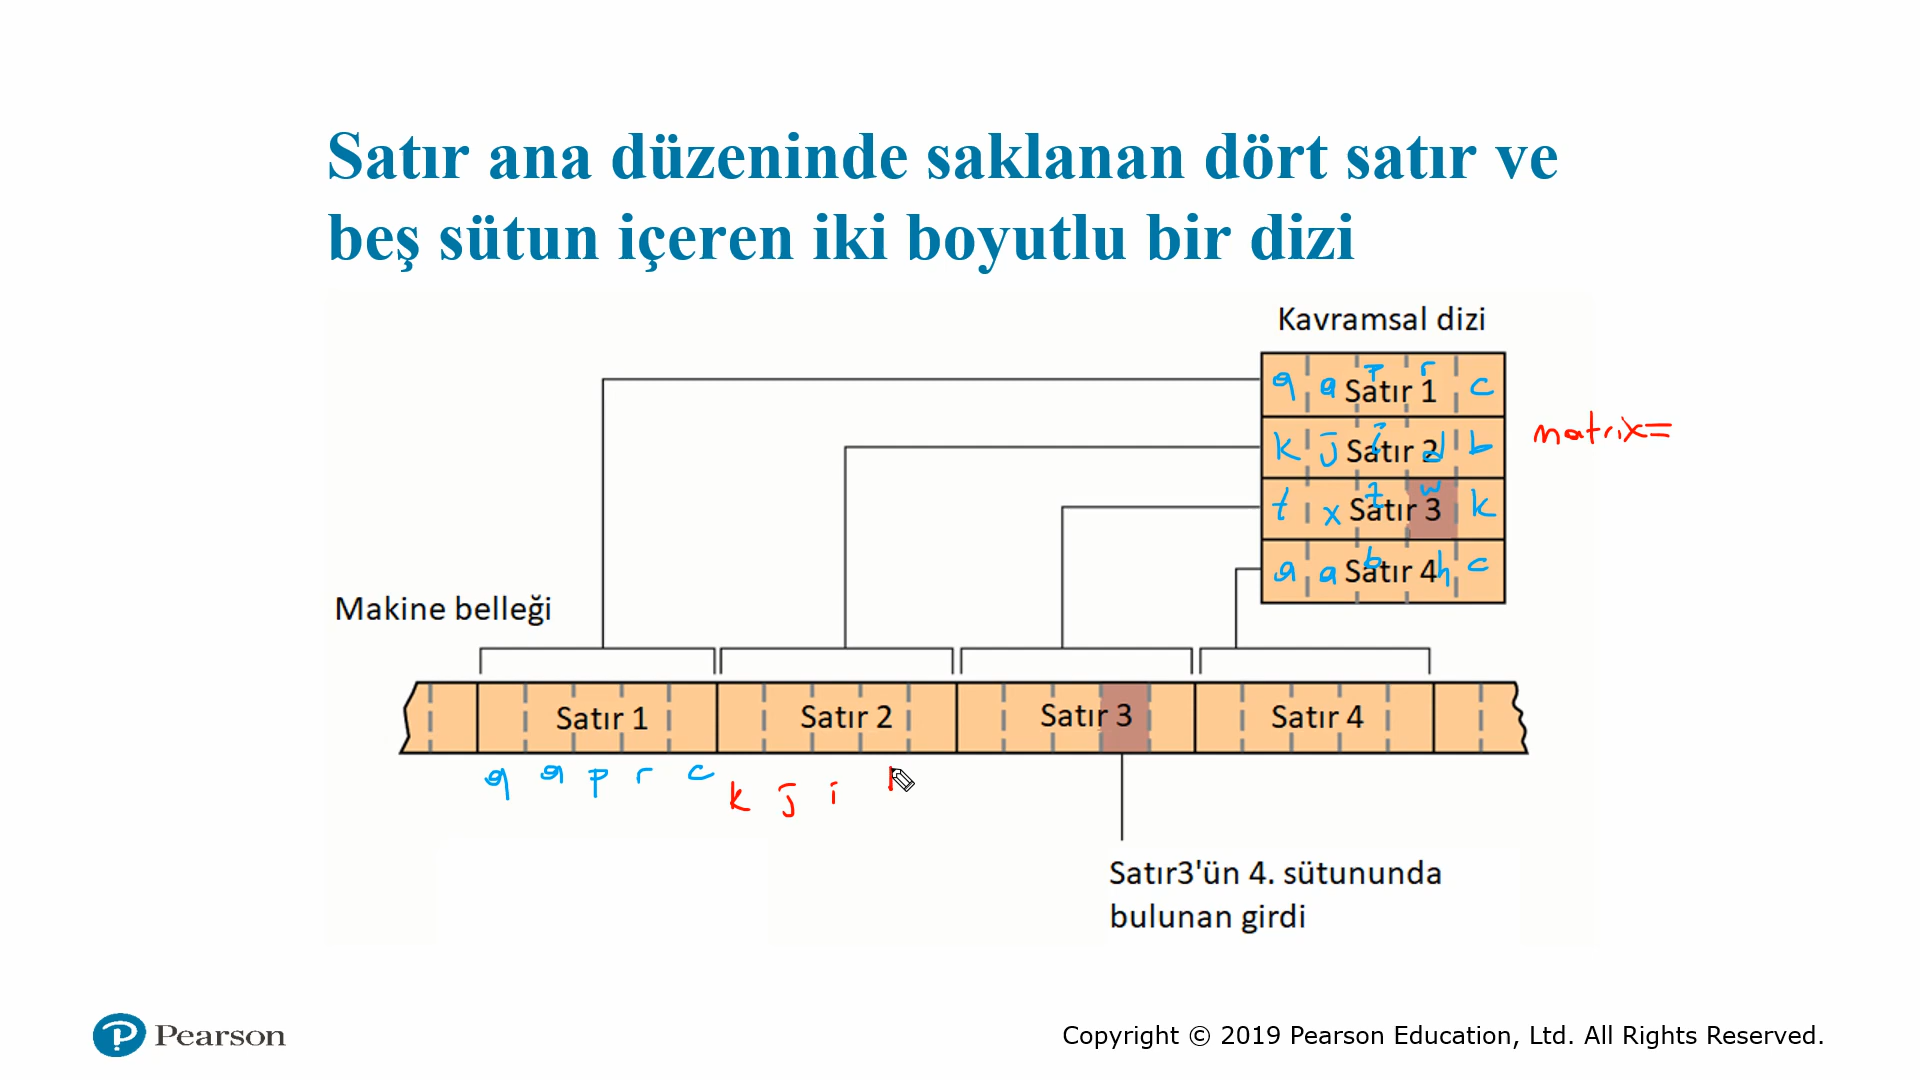 Satır ana düzeninde saklanan dört satır ve
beş sütun içeren iki boyutlu bir dizi
Kavramsal dizi
q a p r c
Satır 1
matrix=
k j i d b
Satır 2
t x z w k
Satır 3
a a b h c
Satır 4
Makine belleği
Satır 1 Satır 2 Satır 3 Satır 4
q a p r c k j i
Satır3'ün 4. sütununda
bulunan girdi
Pearson
Copyright © 2019 Pearson Education, Ltd. All Rights Reserved.